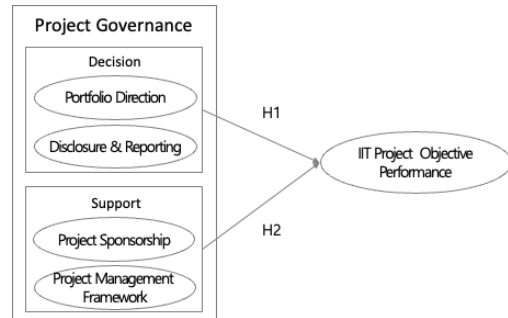 Project Governance
Decision
Portfolio Direction
Disclosure & Reporting
Support
Project Sponsorship
Project Management
Framework
H1
H2
IIT Project Objective
Performance